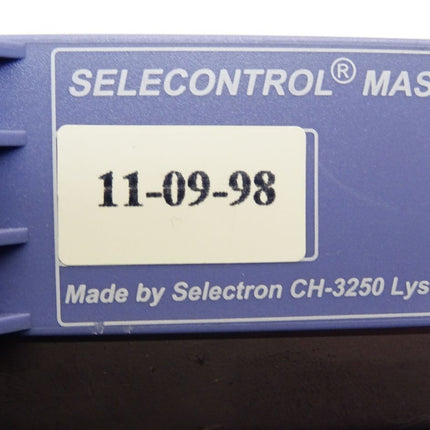 SELECONTROL® MAS
11-09-98
Made by Selectron CH-3250 Lys